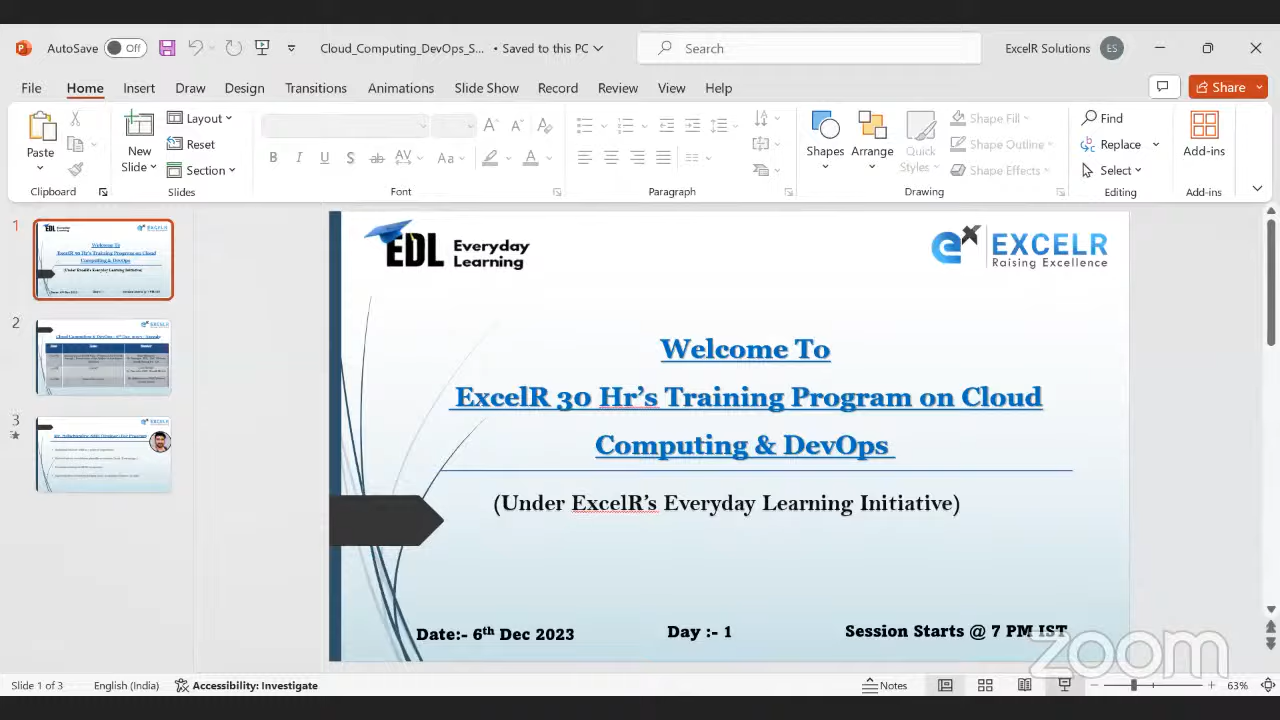 AutoSave Off Cloud_Computing_DevOps_S... • Saved to this PC Search ExcelR Solutions ES
File Home Insert Draw Design Transitions Animations Slide Show Record Review View Help Share
Paste New Slide Layout Reset Section
B I U S ab AV Aa A
Shapes Arrange Quick Styles Shape Fill Shape Outline Shape Effects
Find Replace Select Add-ins
Clipboard Slides Font Paragraph Drawing Editing Add-ins
1
2
3
EDL Everyday Learning
EXCELR
Raising Excellence
Welcome To
ExcelR 30 Hr's Training Program on Cloud
Computing & DevOps
(Under ExcelR's Everyday Learning Initiative)
Date:- 6th Dec 2023 Day :- 1 Session Starts @ 7 PM IST
zoom
Slide 1 of 3 English (India) Accessibility: Investigate Notes 63%